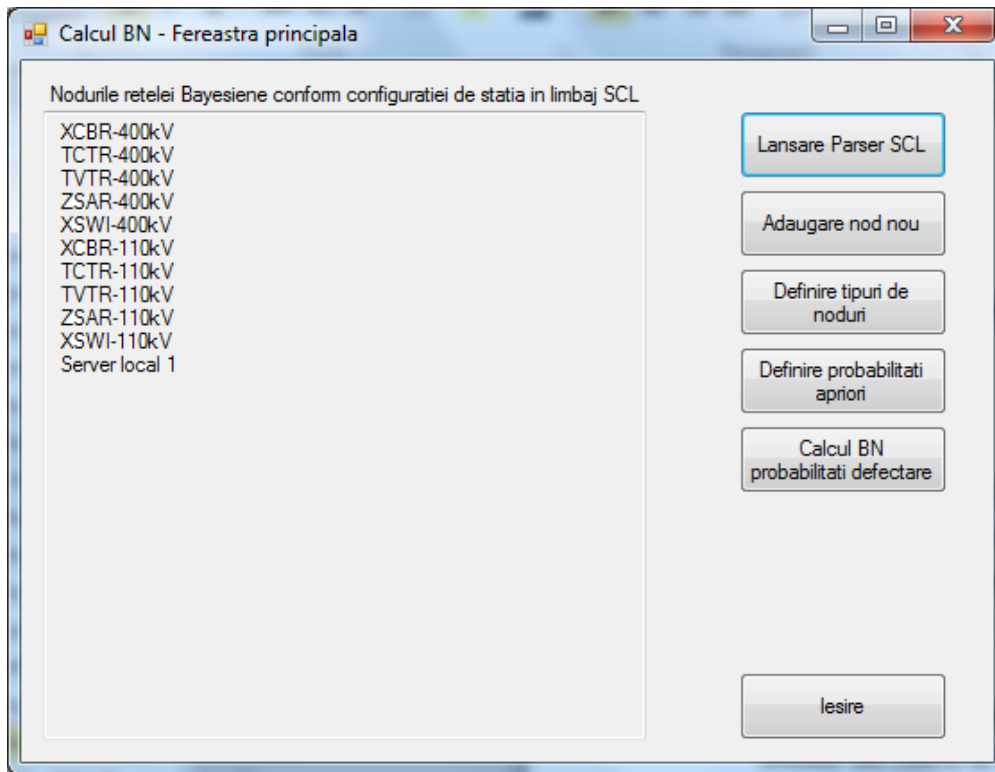 Calcul BN - Fereastra principala
Nodurile retelei Bayesiene conform configuratiei de statia in limbaj SCL
XCBR-400kV
TCTR-400kV
TVTR-400kV
ZSAR-400kV
XSWI-400kV
XCBR-110kV
TCTR-110kV
TVTR-110kV
ZSAR-110kV
XSWI-110kV
Server local 1
Lansare Parser SCL
Adaugare nod nou
Definire tipuri de
noduri
Definire probabilitati
apriori
Calcul BN
probabilitati defectare
Iesire